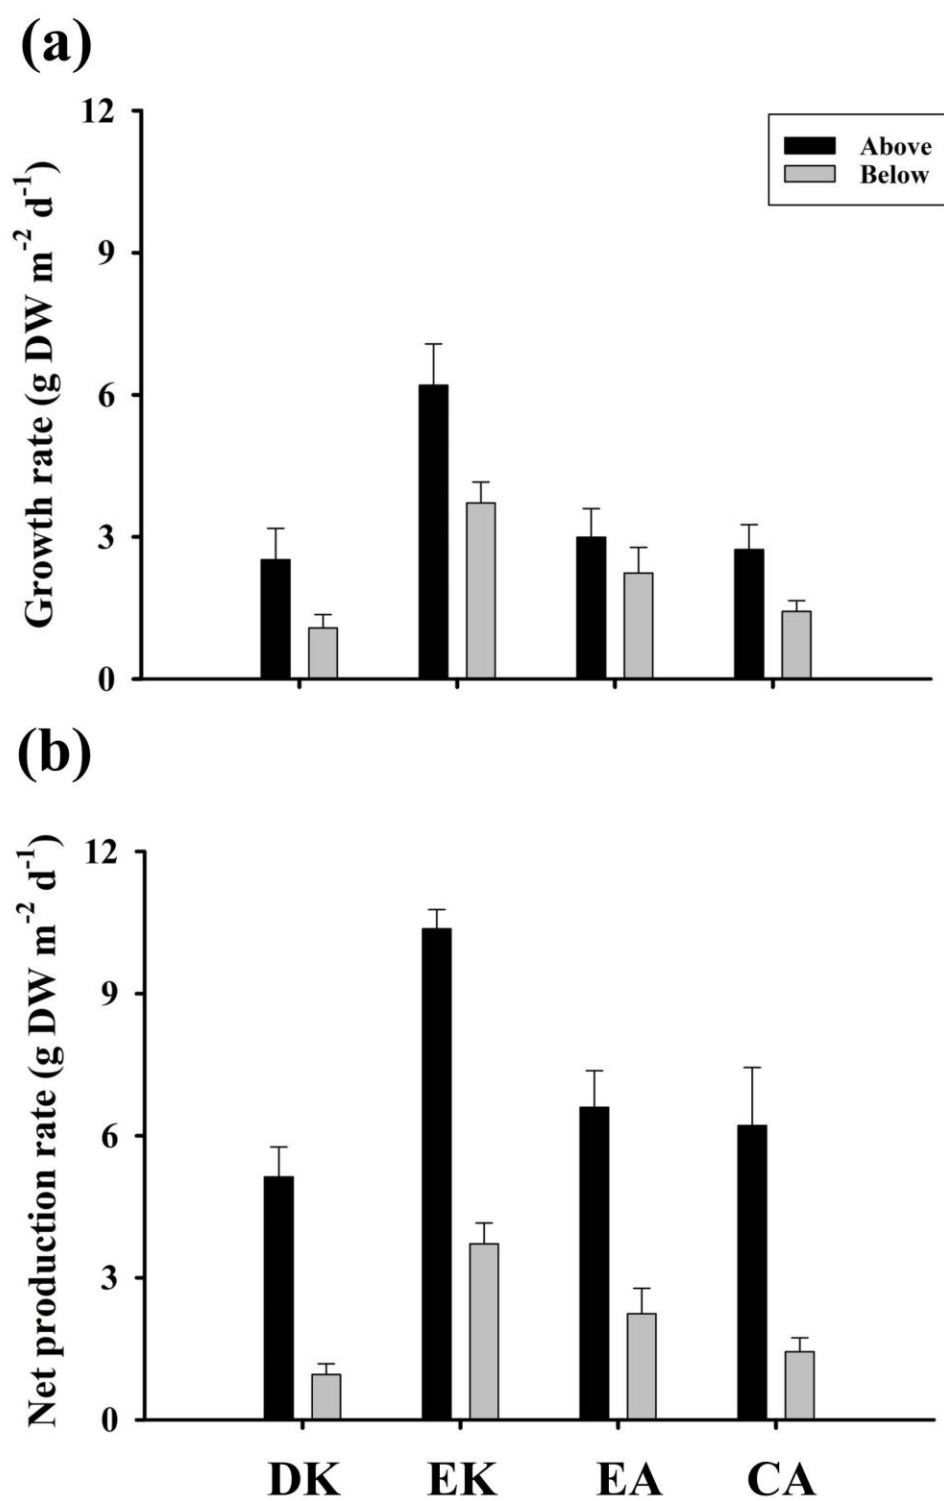 (a)
12
9
6
3
0
Growth rate (g DW m⁻² d⁻¹)
Above
Below
(b)
12
9
6
3
0
Net production rate (g DW m⁻² d⁻¹)
DK EK EA CA